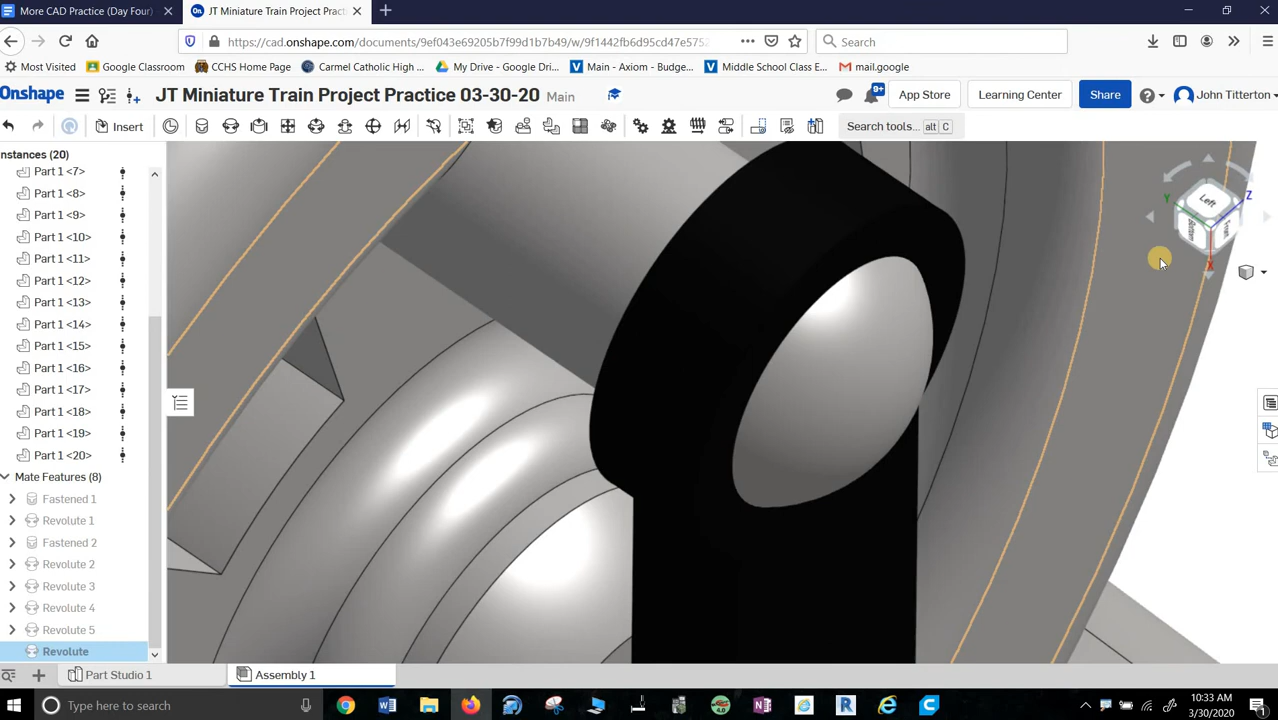 More CAD Practice (Day Four)
JT Miniature Train Project Pract
https://cad.onshape.com/documents/9ef043e69205b7f99d1b7b49/w/9f1442fb6d95cd47e5752
Search
Most Visited
Google Classroom
CCHS Home Page
Carmel Catholic High ...
My Drive - Google Dri...
Main - Axiom - Budge...
Middle School Class E...
mail.google
Onshape
JT Miniature Train Project Practice 03-30-20
Main
9+
App Store
Learning Center
Share
John Titterton
Insert
Search tools...
alt
C
nstances (20)
Part 1 <7>
Part 1 <8>
Part 1 <9>
Part 1 <10>
Part 1 <11>
Part 1 <12>
Part 1 <13>
Part 1 <14>
Part 1 <15>
Part 1 <16>
Part 1 <17>
Part 1 <18>
Part 1 <19>
Part 1 <20>
Mate Features (8)
Fastened 1
Revolute 1
Fastened 2
Revolute 2
Revolute 3
Revolute 4
Revolute 5
Revolute
Left
Bottom
Front
Y
Z
X
Part Studio 1
Assembly 1
Type here to search
10:33 AM
3/30/2020